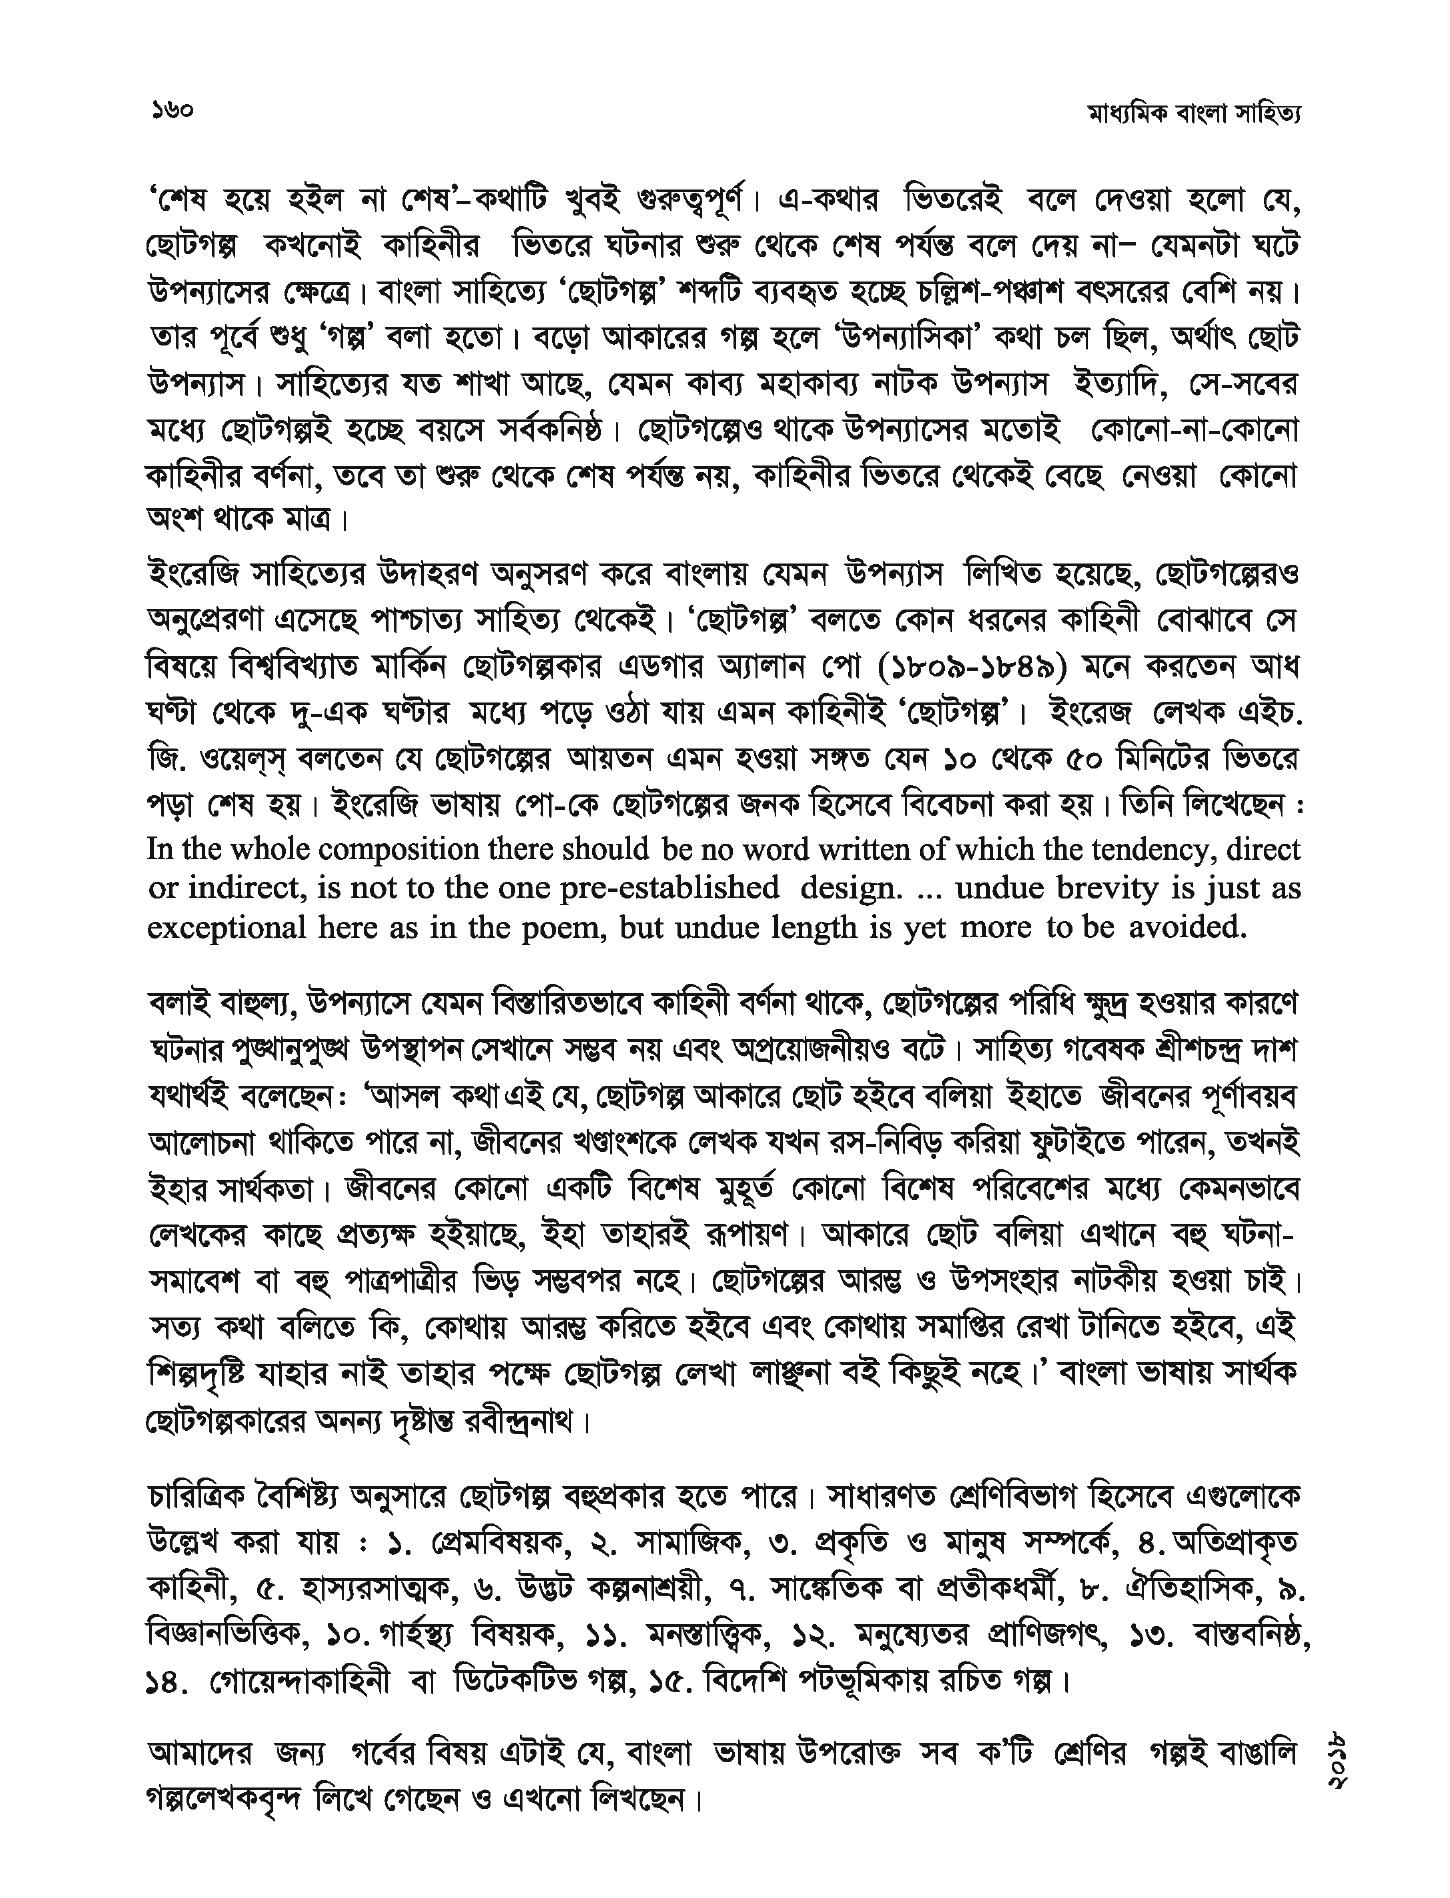 ১৬০
মাধ্যমিক বাংলা সাহিত্য
‘শেষ হয়ে হইল না শেষ’–কথাটি খুবই গুরুত্বপূর্ণ। এ-কথার ভিতরেই বলে দেওয়া হলো যে,
ছোটগল্প কখনোই কাহিনীর ভিতরে ঘটনার শুরু থেকে শেষ পর্যন্ত বলে দেয় না– যেমনটা ঘটে
উপন্যাসের ক্ষেত্রে। বাংলা সাহিত্যে ‘ছোটগল্প’ শব্দটি ব্যবহৃত হচ্ছে চল্লিশ-পঞ্চাশ বৎসরের বেশি নয়।
তার পূর্বে শুধু ‘গল্প’ বলা হতো। বড়ো আকারের গল্প হলে ‘উপন্যাসিকা’ কথা চল ছিল, অর্থাৎ ছোট
উপন্যাস। সাহিত্যের যত শাখা আছে, যেমন কাব্য মহাকাব্য নাটক উপন্যাস ইত্যাদি, সে-সবের
মধ্যে ছোটগল্পই হচ্ছে বয়সে সর্বকনিষ্ঠ। ছোটগল্পেও থাকে উপন্যাসের মতোই কোনো-না-কোনো
কাহিনীর বর্ণনা, তবে তা শুরু থেকে শেষ পর্যন্ত নয়, কাহিনীর ভিতরে থেকেই বেছে নেওয়া কোনো
অংশ থাকে মাত্র।
ইংরেজি সাহিত্যের উদাহরণ অনুসরণ করে বাংলায় যেমন উপন্যাস লিখিত হয়েছে, ছোটগল্পেরও
অনুপ্রেরণা এসেছে পাশ্চাত্য সাহিত্য থেকেই। ‘ছোটগল্প’ বলতে কোন ধরনের কাহিনী বোঝাবে সে
বিষয়ে বিশ্ববিখ্যাত মার্কিন ছোটগল্পকার এডগার অ্যালান পো (১৮০৯-১৮৪৯) মনে করতেন আধ
ঘণ্টা থেকে দু-এক ঘণ্টার মধ্যে পড়ে ওঠা যায় এমন কাহিনীই ‘ছোটগল্প’। ইংরেজ লেখক এইচ.
জি. ওয়েল্‌স্ বলতেন যে ছোটগল্পের আয়তন এমন হওয়া সঙ্গত যেন ১০ থেকে ৫০ মিনিটের ভিতরে
পড়া শেষ হয়। ইংরেজি ভাষায় পো-কে ছোটগল্পের জনক হিসেবে বিবেচনা করা হয়। তিনি লিখেছেন :
In the whole composition there should be no word written of which the tendency, direct
or indirect, is not to the one pre-established design. ... undue brevity is just as
exceptional here as in the poem, but undue length is yet more to be avoided.
বলাই বাহুল্য, উপন্যাসে যেমন বিস্তারিতভাবে কাহিনী বর্ণনা থাকে, ছোটগল্পের পরিধি ক্ষুদ্র হওয়ার কারণে
ঘটনার পুঙ্খানুপুঙ্খ উপস্থাপন সেখানে সম্ভব নয় এবং অপ্রয়োজনীয়ও বটে। সাহিত্য গবেষক শ্রীশচন্দ্র দাশ
যথার্থই বলেছেন: ‘আসল কথা এই যে, ছোটগল্প আকারে ছোট হইবে বলিয়া ইহাতে জীবনের পূর্ণাবয়ব
আলোচনা থাকিতে পারে না, জীবনের খণ্ডাংশকে লেখক যখন রস-নিবিড় করিয়া ফুটাইতে পারেন, তখনই
ইহার সার্থকতা। জীবনের কোনো একটি বিশেষ মুহূর্ত কোনো বিশেষ পরিবেশের মধ্যে কেমনভাবে
লেখকের কাছে প্রত্যক্ষ হইয়াছে, ইহা তাহারই রূপায়ণ। আকারে ছোট বলিয়া এখানে বহু ঘটনা-
সমাবেশ বা বহু পাত্রপাত্রীর ভিড় সম্ভবপর নহে। ছোটগল্পের আরম্ভ ও উপসংহার নাটকীয় হওয়া চাই।
সত্য কথা বলিতে কি, কোথায় আরম্ভ করিতে হইবে এবং কোথায় সমাপ্তির রেখা টানিতে হইবে, এই
শিল্পদৃষ্টি যাহার নাই তাহার পক্ষে ছোটগল্প লেখা লাঞ্ছনা বই কিছুই নহে।’ বাংলা ভাষায় সার্থক
ছোটগল্পকারের অনন্য দৃষ্টান্ত রবীন্দ্রনাথ।
চারিত্রিক বৈশিষ্ট্য অনুসারে ছোটগল্প বহুপ্রকার হতে পারে। সাধারণত শ্রেণিবিভাগ হিসেবে এগুলোকে
উল্লেখ করা যায় : ১. প্রেমবিষয়ক, ২. সামাজিক, ৩. প্রকৃতি ও মানুষ সম্পর্কে, ৪. অতিপ্রাকৃত
কাহিনী, ৫. হাস্যরসাত্মক, ৬. উদ্ভট কল্পনাশ্রয়ী, ৭. সাঙ্কেতিক বা প্রতীকধর্মী, ৮. ঐতিহাসিক, ৯.
বিজ্ঞানভিত্তিক, ১০. গার্হস্থ্য বিষয়ক, ১১. মনস্তাত্ত্বিক, ১২. মনুষ্যেতর প্রাণিজগৎ, ১৩. বাস্তবনিষ্ঠ,
১৪. গোয়েন্দাকাহিনী বা ডিটেকটিভ গল্প, ১৫. বিদেশি পটভূমিকায় রচিত গল্প।
আমাদের জন্য গর্বের বিষয় এটাই যে, বাংলা ভাষায় উপরোক্ত সব ক’টি শ্রেণির গল্পই বাঙালি
গল্পলেখকবৃন্দ লিখে গেছেন ও এখনো লিখছেন।
২০১৮